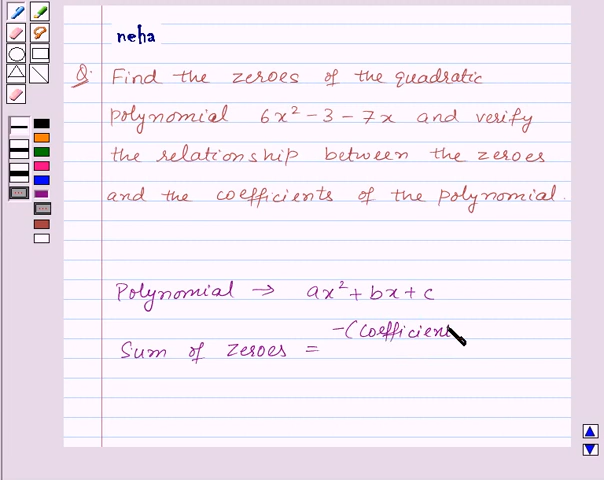 neha
Q. Find the zeroes of the quadratic
polynomial 6x² - 3 - 7x and verify
the relationship between the zeroes
and the coefficients of the polynomial.
Polynomial → ax² + bx + c
-(coefficient
Sum of zeroes =